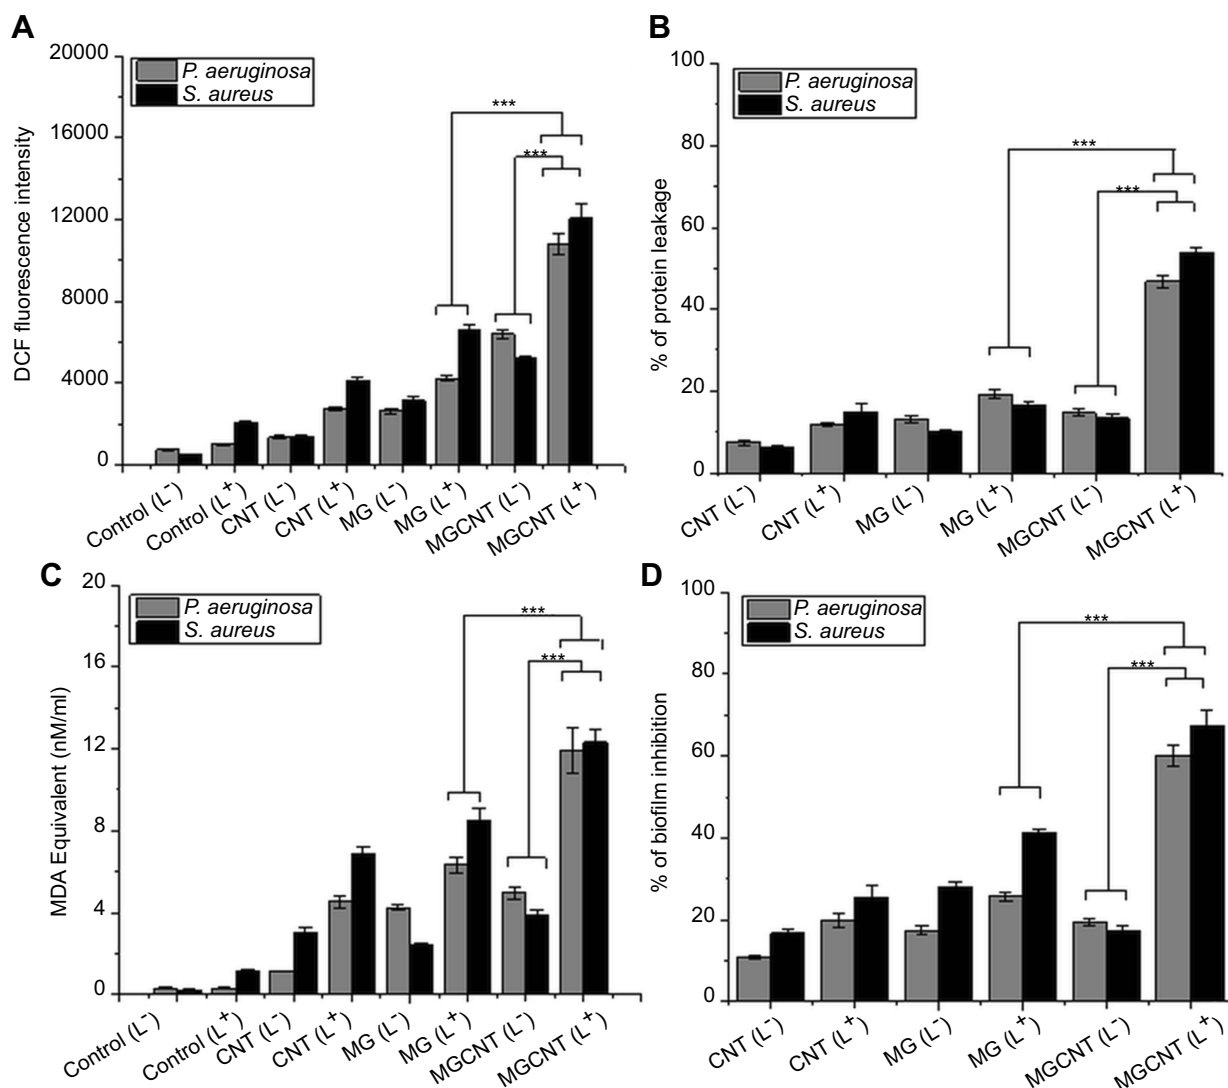 A
DCF fluorescence intensity
20000
16000
12000
8000
4000
0
P. aeruginosa
S. aureus
***
***
Control (L-)
Control (L+)
CNT (L-)
CNT (L+)
MG (L-)
MG (L+)
MGCNT (L-)
MGCNT (L+)
B
% of protein leakage
100
80
60
40
20
0
P. aeruginosa
S. aureus
***
***
CNT (L-)
CNT (L+)
MG (L-)
MG (L+)
MGCNT (L-)
MGCNT (L+)
C
MDA Equivalent (nM/ml)
20
16
12
8
4
0
P. aeruginosa
S. aureus
***
***
Control (L-)
Control (L+)
CNT (L-)
CNT (L+)
MG (L-)
MG (L+)
MGCNT (L-)
MGCNT (L+)
D
% of biofilm inhibition
100
80
60
40
20
0
P. aeruginosa
S. aureus
***
***
CNT (L-)
CNT (L+)
MG (L-)
MG (L+)
MGCNT (L-)
MGCNT (L+)